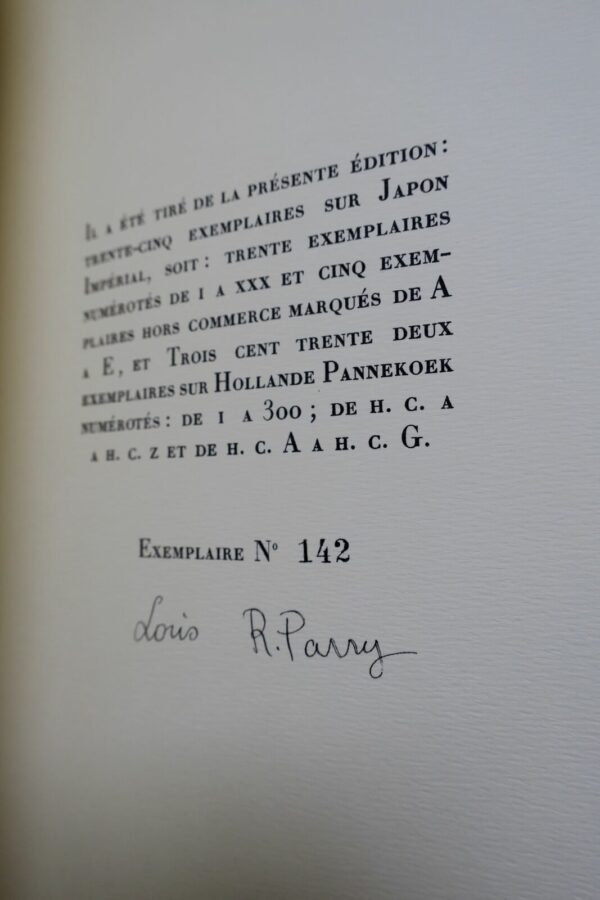 Il a été tiré de la présente édition:
trente-cinq exemplaires sur Japon
Impérial, soit: trente exemplaires
numérotés de I a XXX et cinq exem-
plaires hors commerce marqués de A
a E, et Trois cent trente deux
exemplaires sur Hollande Pannekoek
numérotés: de 1 a 300; de h. c. a
a h. c. z et de h. c. A a h. c. G.
Exemplaire N° 142
Loris R. Parry